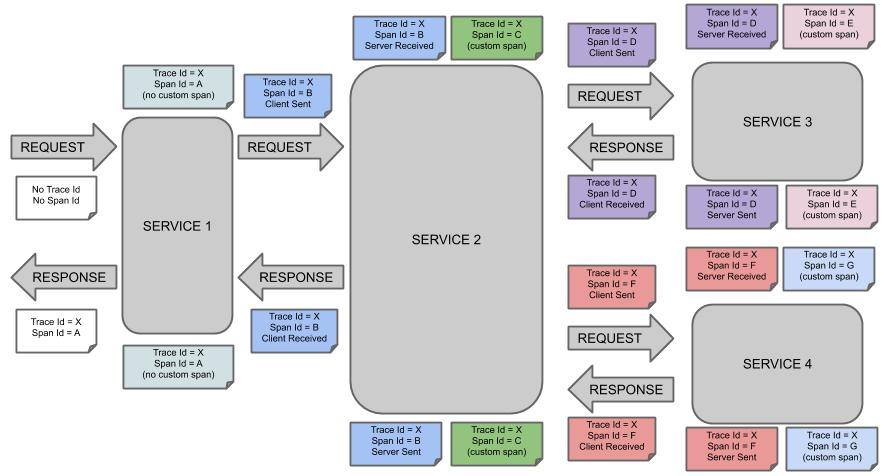 Trace Id = X
Span Id = B
Server Received
Trace Id = X
Span Id = C
(custom span)
Trace Id = X
Span Id = D
Client Sent
Trace Id = X
Span Id = D
Server Received
Trace Id = X
Span Id = E
(custom span)
Trace Id = X
Span Id = A
(no custom span)
Trace Id = X
Span Id = B
Client Sent
REQUEST
REQUEST
REQUEST
SERVICE 3
RESPONSE
No Trace Id
No Span Id
SERVICE 1
SERVICE 2
Trace Id = X
Span Id = D
Client Received
Trace Id = X
Span Id = D
Server Sent
Trace Id = X
Span Id = E
(custom span)
RESPONSE
RESPONSE
Trace Id = X
Span Id = F
Client Sent
Trace Id = X
Span Id = F
Server Received
Trace Id = X
Span Id = G
(custom span)
Trace Id = X
Span Id = A
Trace Id = X
Span Id = B
Client Received
REQUEST
SERVICE 4
Trace Id = X
Span Id = A
(no custom span)
RESPONSE
Trace Id = X
Span Id = B
Server Sent
Trace Id = X
Span Id = C
(custom span)
Trace Id = X
Span Id = F
Client Received
Trace Id = X
Span Id = F
Server Sent
Trace Id = X
Span Id = G
(custom span)